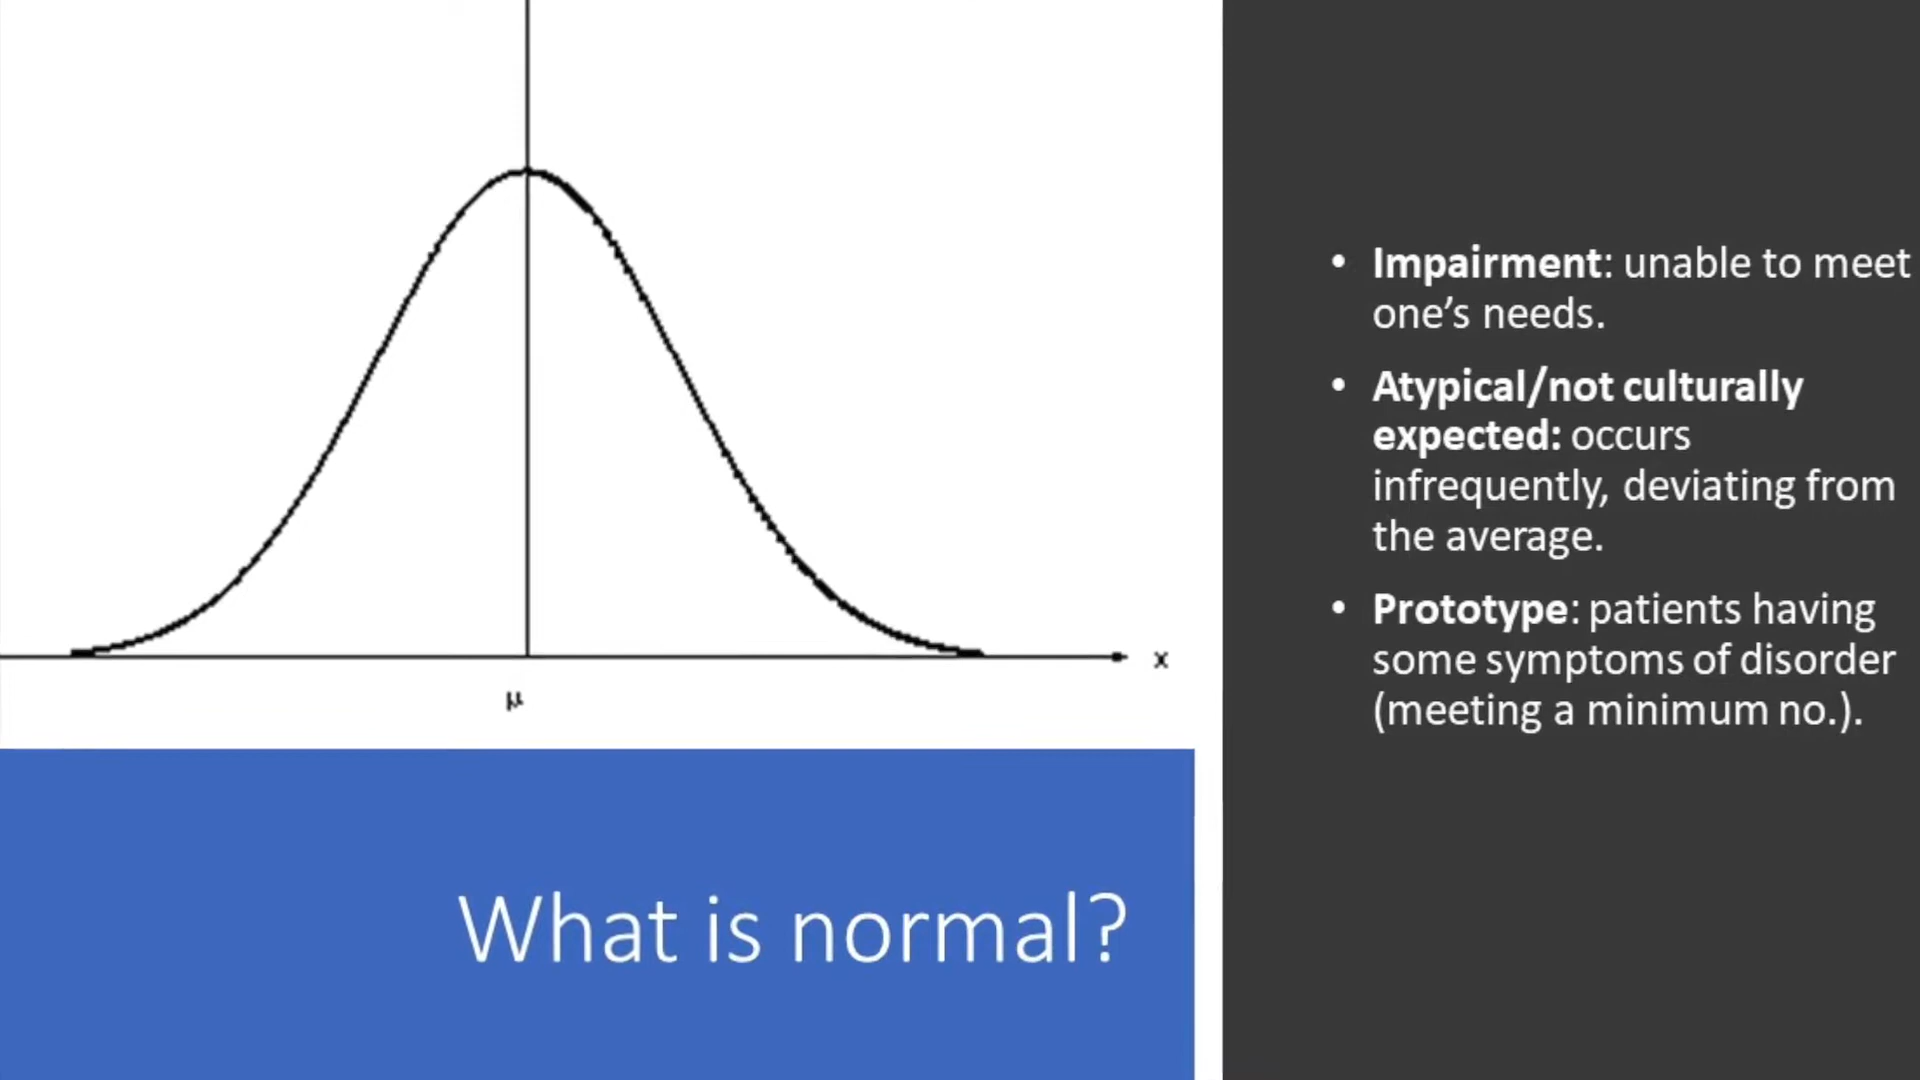 x
μ
What is normal?
• Impairment: unable to meet
one’s needs.
• Atypical/not culturally
expected: occurs
infrequently, deviating from
the average.
• Prototype: patients having
some symptoms of disorder
(meeting a minimum no.).